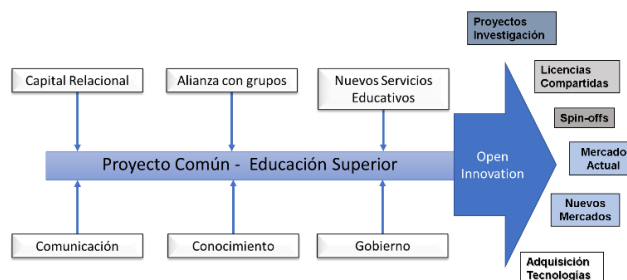 Proyectos
Investigación
Capital Relacional
Alianza con grupos
Nuevos Servicios
Educativos
Licencias
Compartidas
Spin-offs
Proyecto Común - Educación Superior
Open
Innovation
Mercado
Actual
Nuevos
Mercados
Comunicación
Conocimiento
Gobierno
Adquisición
Tecnologías